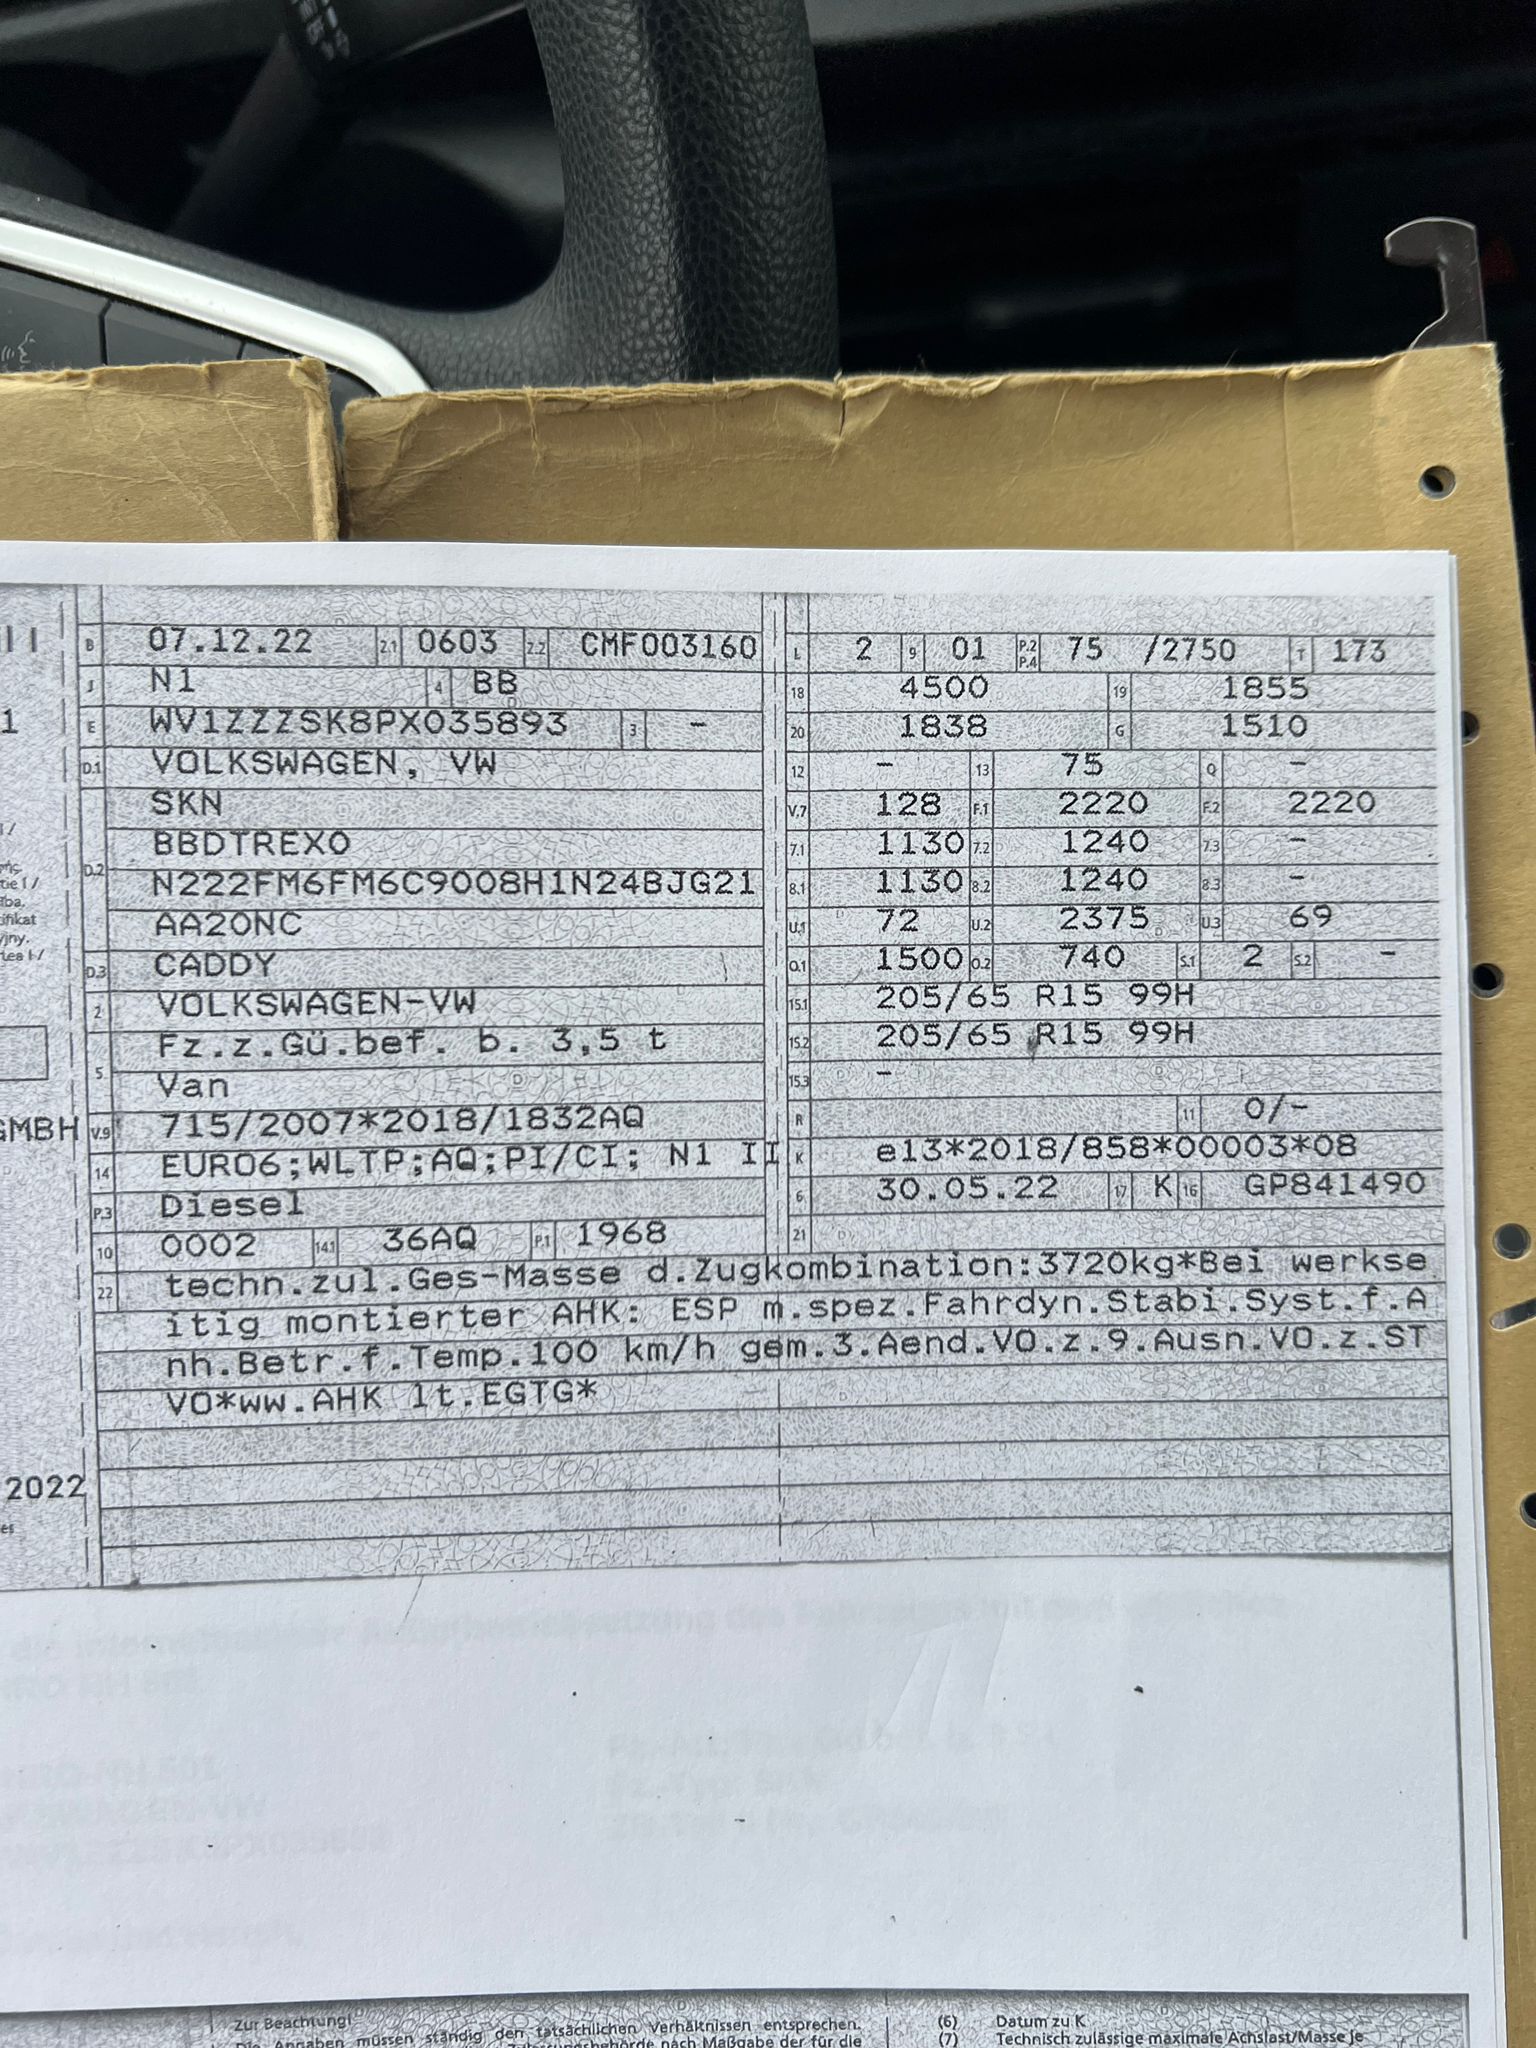 B 07.12.22 2.1 0603 2.2 CMF003160
J N1 4 BB
1 E WV1ZZZSK8PX035893 3 -
D.1 VOLKSWAGEN, VW
SKN
D.2 BBDTREX0
N222FM6FM6C9008H1N24BJG21
AA20NC
D.3 CADDY
2 VOLKSWAGEN-VW
Fz.z.Gü.bef. b. 3,5 t
5 Van
GMBH V.9 715/2007*2018/1832AQ
14 EURO6;WLTP;AQ;PI/CI; N1 II
P.3 Diesel
10 0002 14.1 36AQ P.1 1968
L 2 9 01 P.2 P.4 75 /2750 T 173
18 4500 19 1855
20 1838 G 1510
12 - 13 75 Q -
V.7 128 F.1 2220 F.2 2220
7.1 1130 7.2 1240 7.3 -
8.1 1130 8.2 1240 8.3 -
U.1 72 U.2 2375 U.3 69
O.1 1500 O.2 740 S.1 2 S.2 -
15.1 205/65 R15 99H
15.2 205/65 R15 99H
15.3 -
R 11 0/-
K e13*2018/858*00003*08
6 30.05.22 17 K 16 GP841490
21
22 techn.zul.Ges-Masse d.Zugkombination:3720kg*Bei werkse
itig montierter AHK: ESP m.spez.Fahrdyn.Stabi.Syst.f.A
nh.Betr.f.Temp.100 km/h gem.3.Aend.VO.z.9.Ausn.VO.z.ST
VO*ww.AHK lt.EGTG*
2022
Zur Beachtung!
Die Angaben müssen ständig den tatsächlichen Verhältnissen entsprechen.
nach Maßgabe der für die
(6) Datum zu K
(7) Technisch zulässige maximale Achslast/Masse je